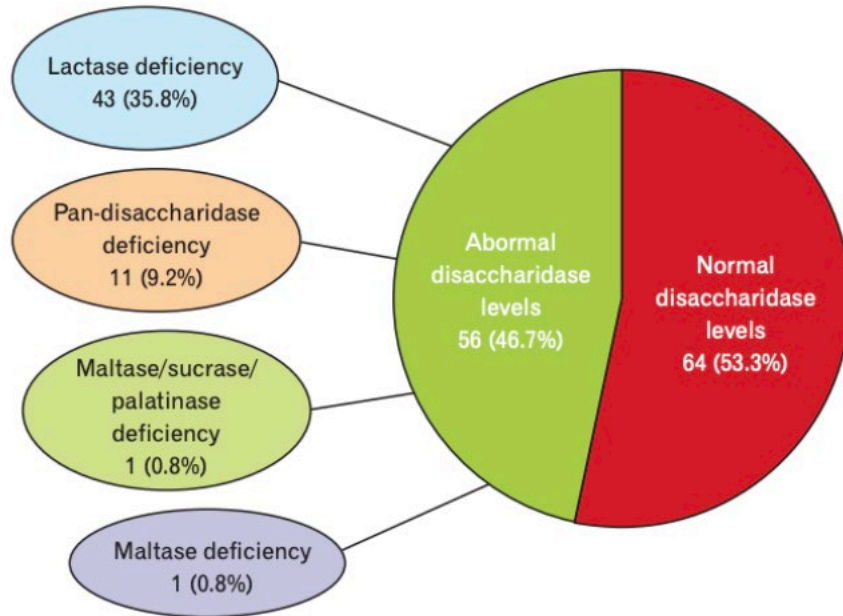 Lactase deficiency
43 (35.8%)
Pan-disaccharidase
deficiency
11 (9.2%)
Maltase/sucrase/
palatinase
deficiency
1 (0.8%)
Maltase deficiency
1 (0.8%)
Abormal
disaccharidase
levels
56 (46.7%)
Normal
disaccharidase
levels
64 (53.3%)